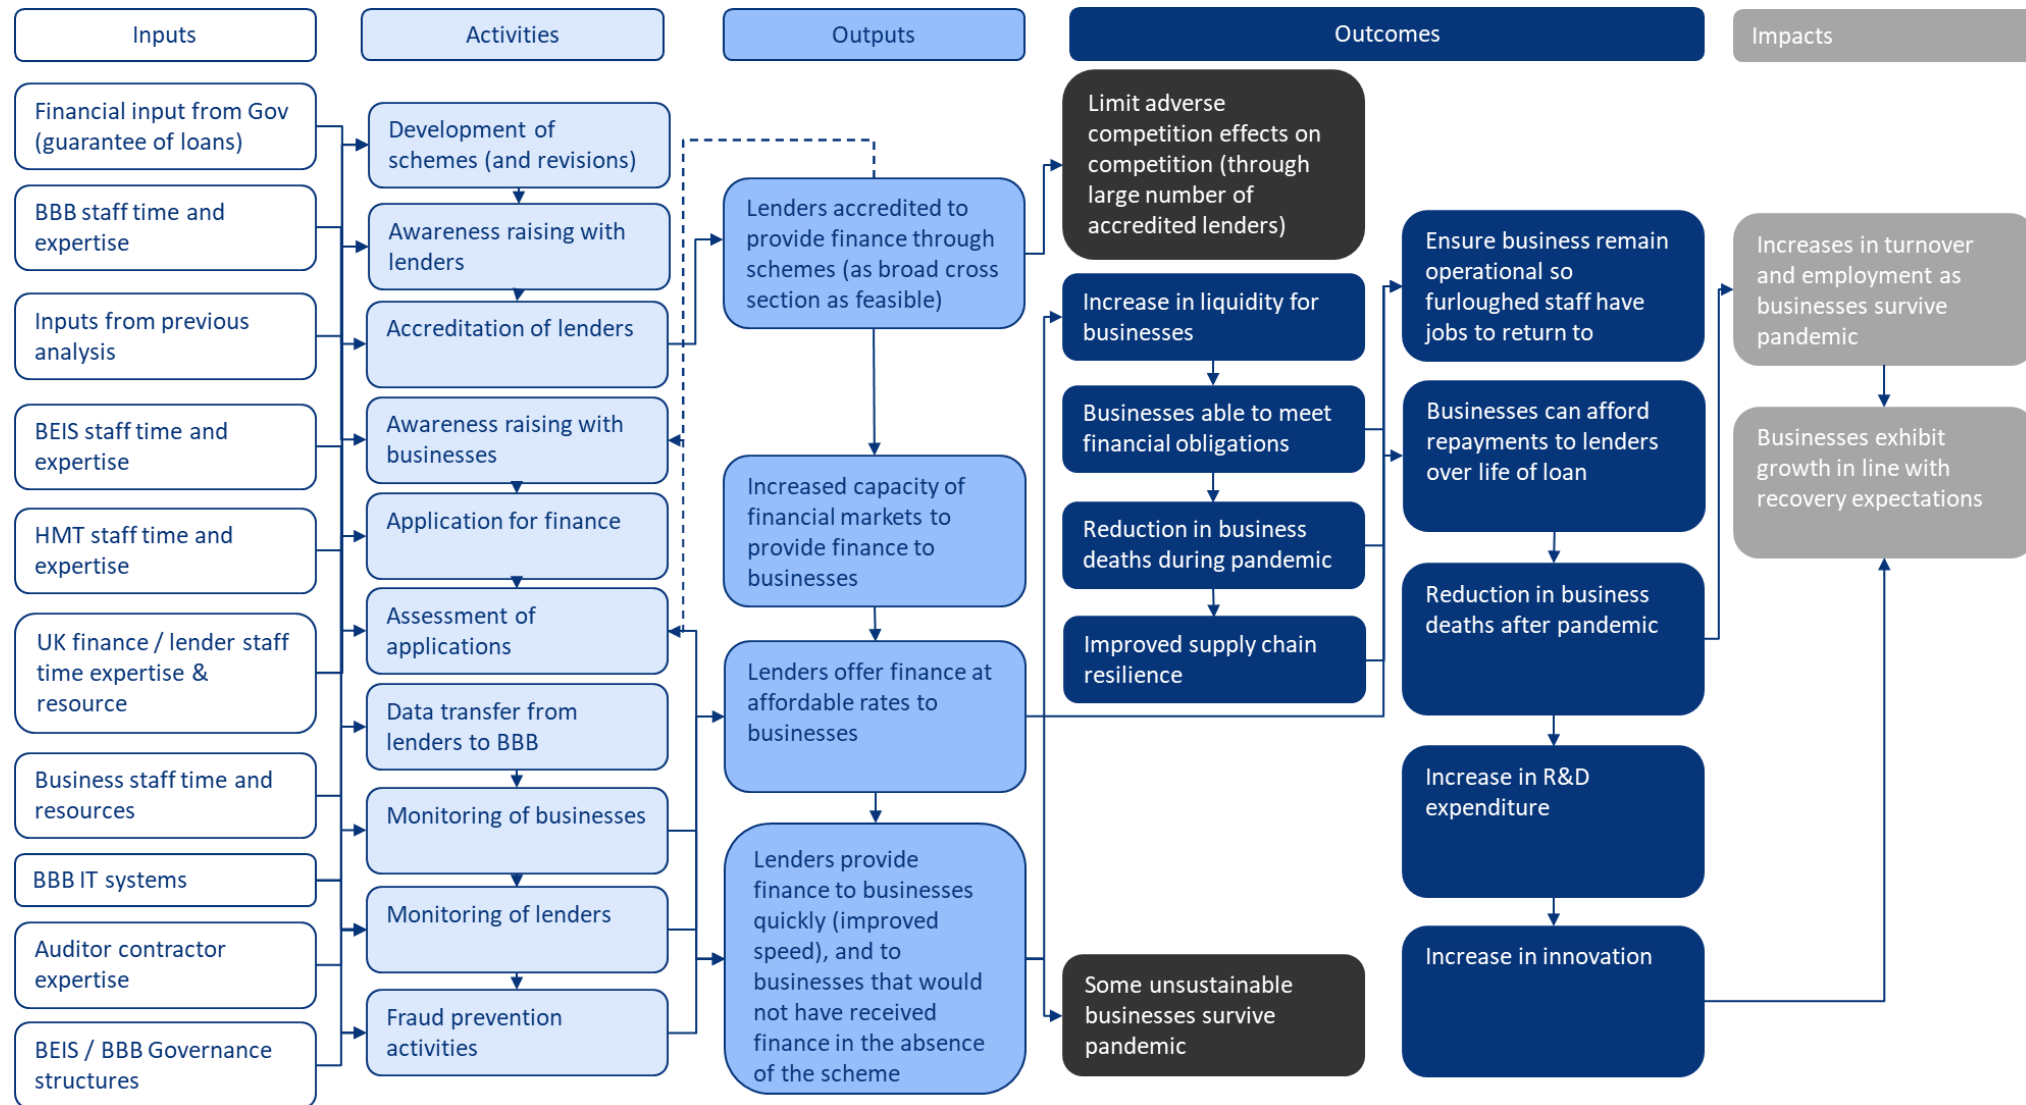 Inputs
Activities
Outputs
Outcomes
Impacts
Financial input from Gov
(guarantee of loans)
BBB staff time and
expertise
Inputs from previous
analysis
BEIS staff time and
expertise
HMT staff time and
expertise
UK finance / lender staff
time expertise &
resource
Business staff time and
resources
BBB IT systems
Auditor contractor
expertise
BEIS / BBB Governance
structures
Development of
schemes (and revisions)
Awareness raising with
lenders
Accreditation of lenders
Awareness raising with
businesses
Application for finance
Assessment of
applications
Data transfer from
lenders to BBB
Monitoring of businesses
Monitoring of lenders
Fraud prevention
activities
Lenders accredited to
provide finance through
schemes (as broad cross
section as feasible)
Increased capacity of
financial markets to
provide finance to
businesses
Lenders offer finance at
affordable rates to
businesses
Lenders provide
finance to businesses
quickly (improved
speed), and to
businesses that would
not have received
finance in the absence
of the scheme
Limit adverse
competition effects on
competition (through
large number of
accredited lenders)
Increase in liquidity for
businesses
Businesses able to meet
financial obligations
Reduction in business
deaths during pandemic
Improved supply chain
resilience
Some unsustainable
businesses survive
pandemic
Ensure business remain
operational so
furloughed staff have
jobs to return to
Businesses can afford
repayments to lenders
over life of loan
Reduction in business
deaths after pandemic
Increase in R&D
expenditure
Increase in innovation
Increases in turnover
and employment as
businesses survive
pandemic
Businesses exhibit
growth in line with
recovery expectations